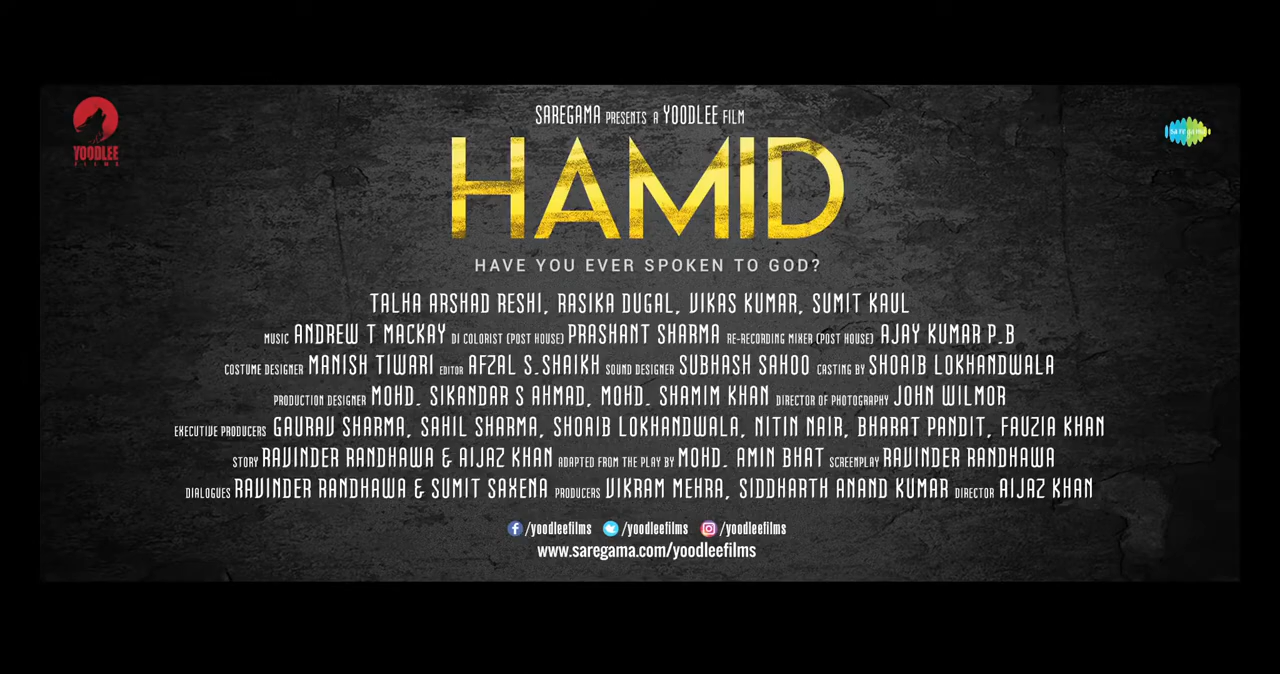 SAREGAMA PRESENTS A YOODLEE FILM
YOODLEE
FILMS
sa re ga ma
HAMID
HAVE YOU EVER SPOKEN TO GOD?
TALHA ARSHAD RESHI, RASIKA DUGAL, VIKAS KUMAR, SUMIT KAUL
MUSIC ANDREW T MACKAY DI COLORIST (POST HOUSE) PRASHANT SHARMA RE-RECORDING MIXER (POST HOUSE) AJAY KUMAR P.B
COSTUME DESIGNER MANISH TIWARI EDITOR AFZAL S.SHAIKH SOUND DESIGNER SUBHASH SAHOO CASTING BY SHOAIB LOKHANDWALA
PRODUCTION DESIGNER MOHD. SIKANDAR S AHMAD, MOHD. SHAMIM KHAN DIRECTOR OF PHOTOGRAPHY JOHN WILMOR
EXECUTIVE PRODUCERS GAURAV SHARMA, SAHIL SHARMA, SHOAIB LOKHANDWALA, NITIN NAIR, BHARAT PANDIT, FAUZIA KHAN
STORY RAVINDER RANDHAWA & AIJAZ KHAN ADAPTED FROM THE PLAY BY MOHD. AMIN BHAT SCREENPLAY RAVINDER RANDHAWA
DIALOGUES RAVINDER RANDHAWA & SUMIT SAXENA PRODUCERS VIKRAM MEHRA, SIDDHARTH ANAND KUMAR DIRECTOR AIJAZ KHAN
/yoodleefilms /yoodleefilms /yoodleefilms
www.saregama.com/yoodleefilms